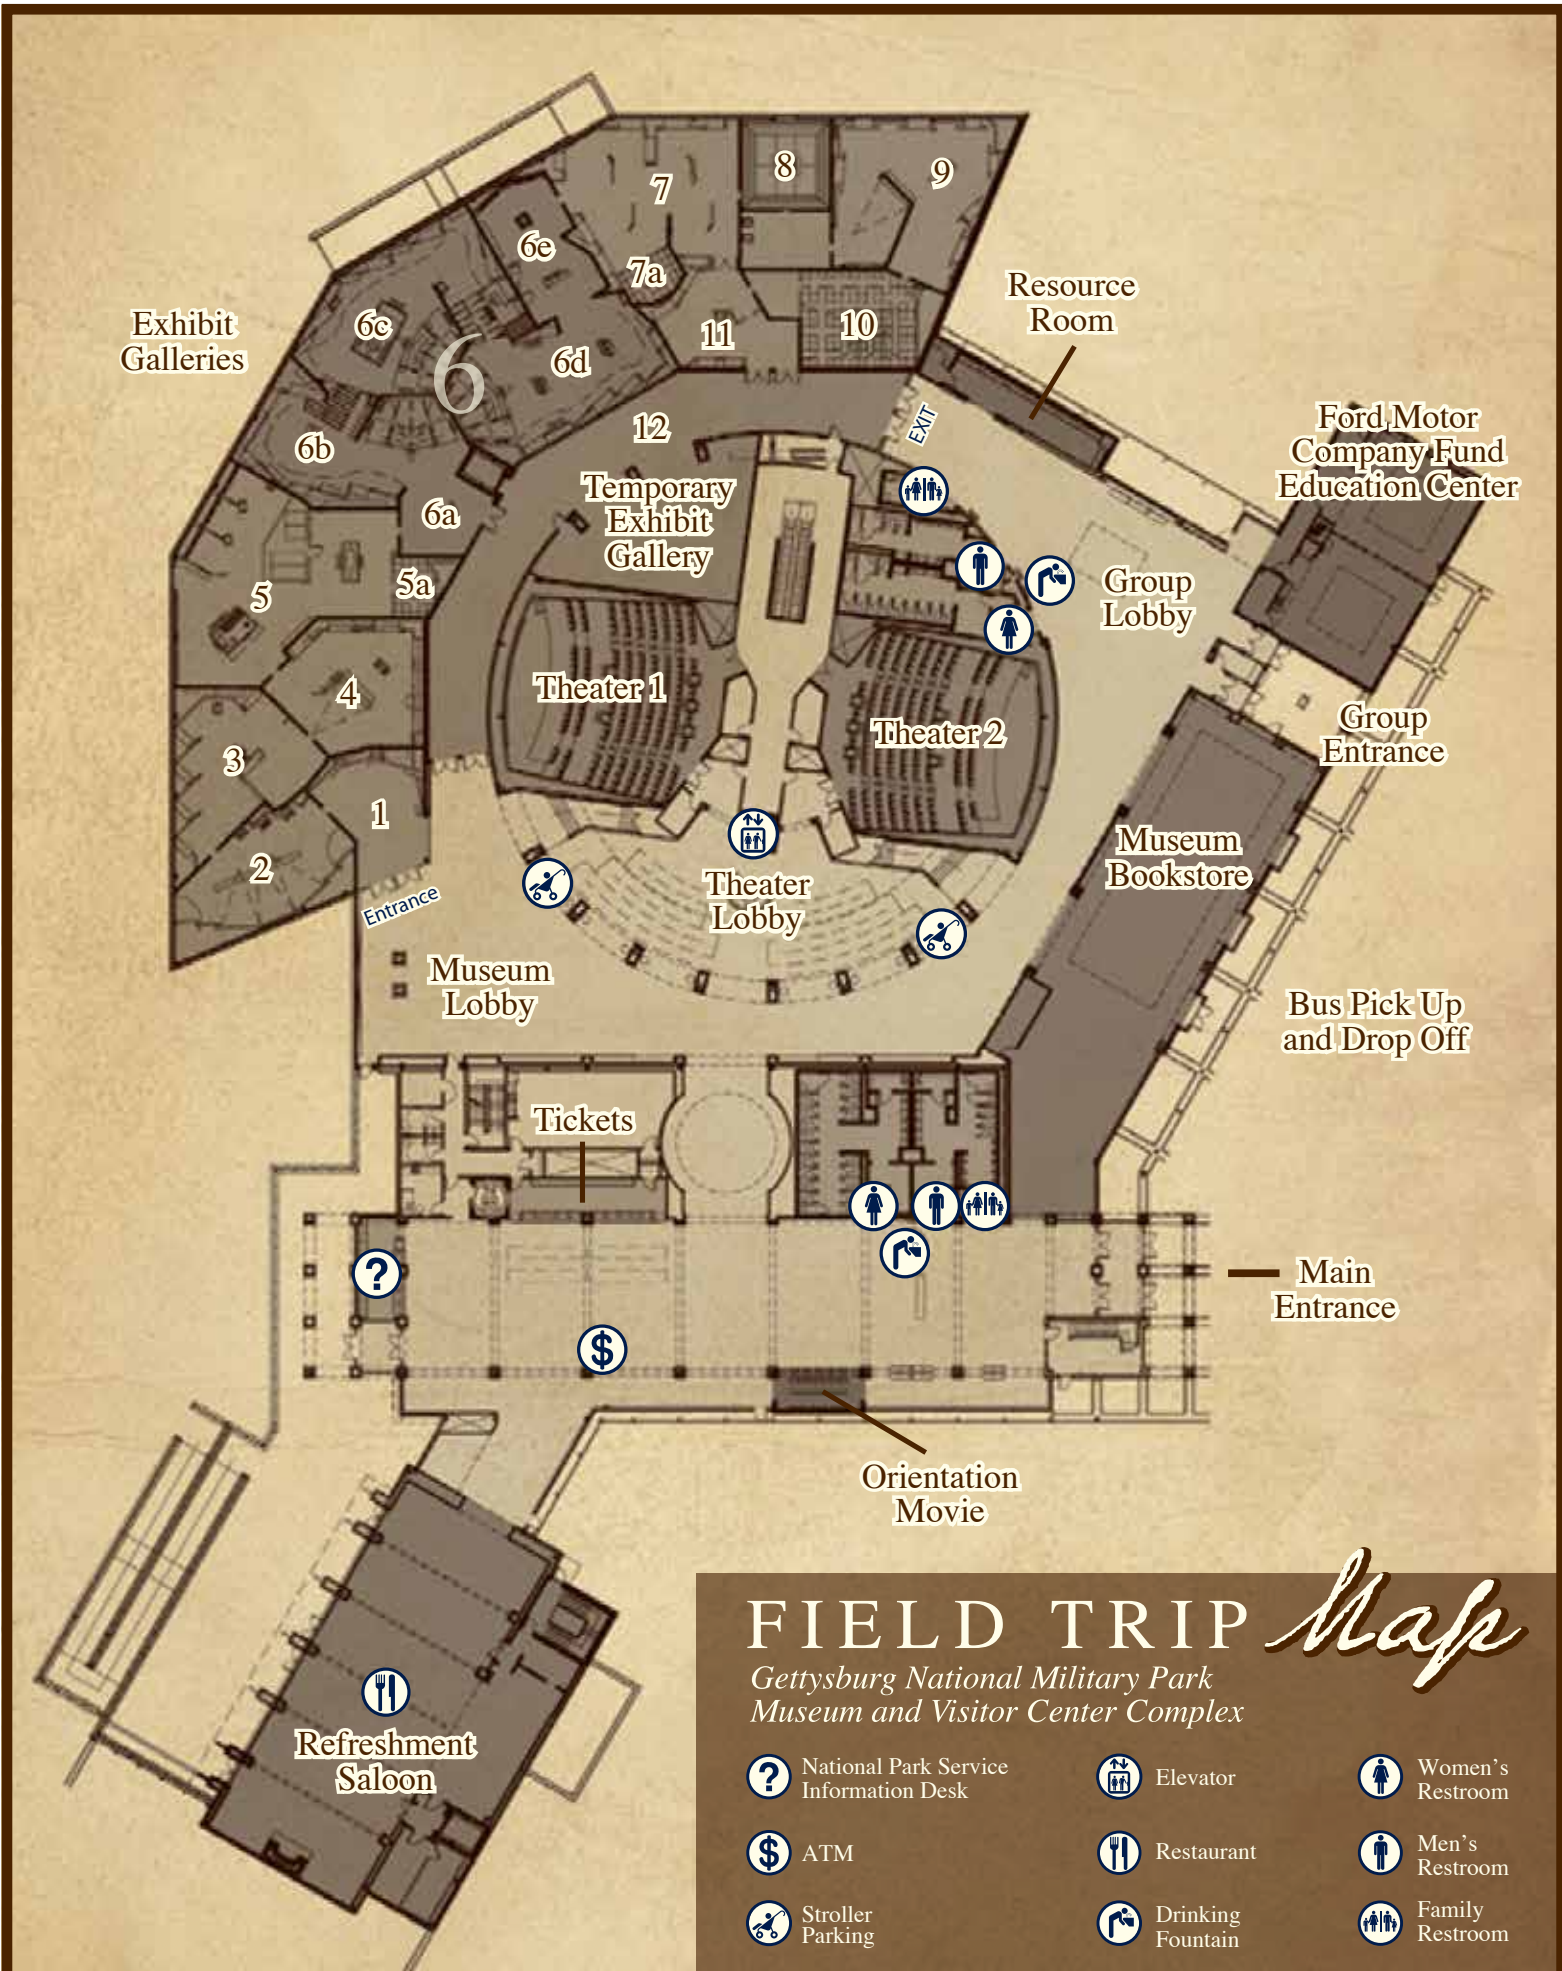 8
9
7
6e
7a
Resource
Room
Exhibit
Galleries
6c
6
6d
11
10
12
EXIT
Ford Motor
Company Fund
Education Center
6b
6a
Temporary
Exhibit
Gallery
5
5a
Group
Lobby
4
Theater 1
Theater 2
Group
Entrance
3
1
2
Museum
Bookstore
Entrance
Theater
Lobby
Museum
Lobby
Bus Pick Up
and Drop Off
Tickets
?
Main
Entrance
$
Orientation
Movie
Refreshment
Saloon
FIELD TRIP Map
Gettysburg National Military Park
Museum and Visitor Center Complex
? National Park Service
Information Desk
$ ATM
Stroller
Parking
Elevator
Restaurant
Drinking
Fountain
Women's
Restroom
Men's
Restroom
Family
Restroom